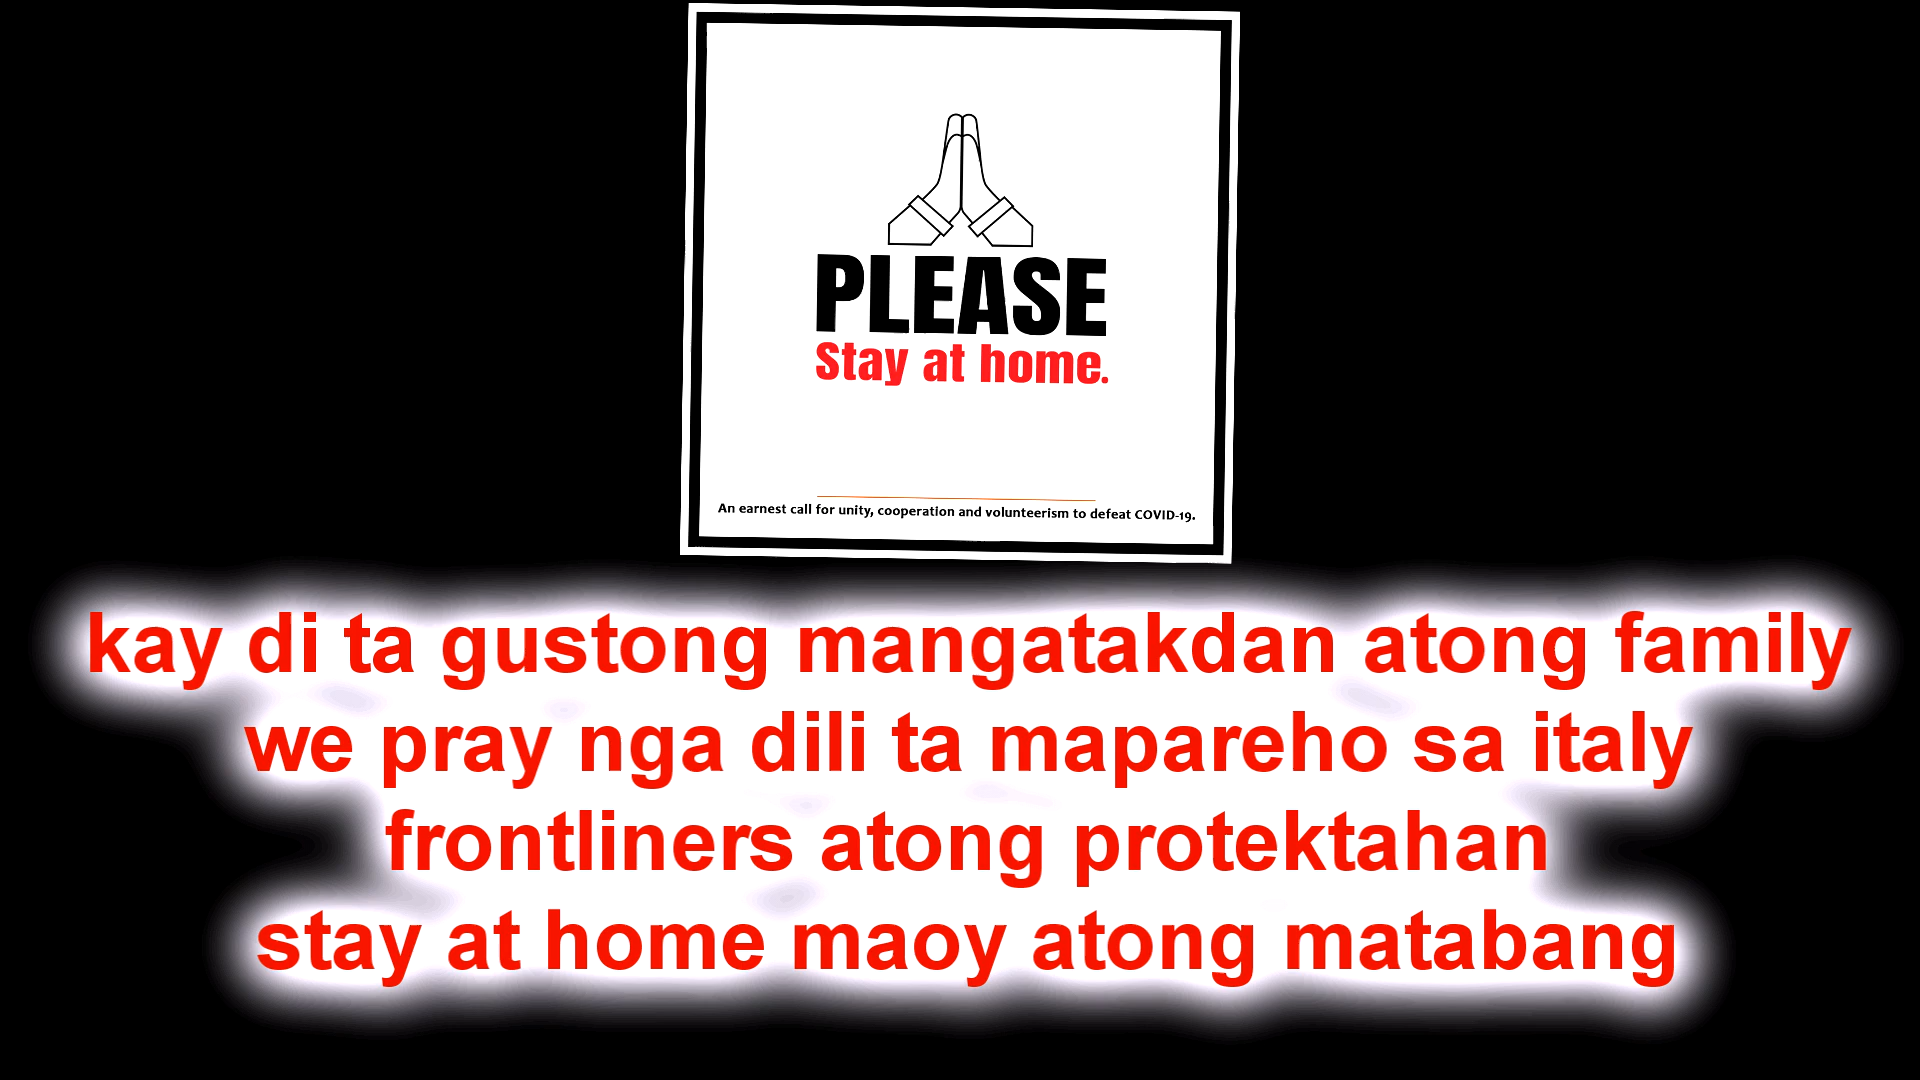 PLEASE
Stay at home.
An earnest call for unity, cooperation and volunteerism to defeat COVID-19.
kay di ta gustong mangatakdan atong family
we pray nga dili ta mapareho sa italy
frontliners atong protektahan
stay at home maoy atong matabang